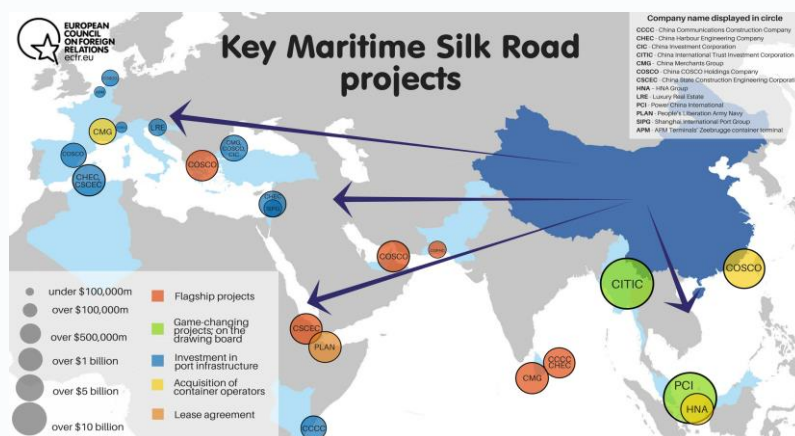 EUROPEAN
COUNCIL
ON FOREIGN
RELATIONS
ecfr.eu
Key Maritime Silk Road
projects
Company name displayed in circle
CCCC - China Communications Construction Company
CHEC - China Harbour Engineering Company
CIC - China Investment Corporation
CITIC - China International Trust Investment Corporation
CMG - China Merchants Group
COSCO - China COSCO Holdings Company
CSCEC - China State Construction Engineering Corporati
HNA - HNA Group
LRE - Luxury Real Estate
PCI - Power China International
PLAN - People's Liberation Army Navy
SIPG - Shanghai International Port Group
APM - APM Terminals' Zeebrugge container terminal
CMG
LRE
COSCO
CHEC,
CSCEC
COSCO
CMG,
COSCO,
CIC
CHEC
SIPG
COSCO
CITIC
COSCO
CSCEC
PLAN
CMG
CCCC
CHEC
PCI
HNA
CCCC
under $100,000m
over $100,000m
over $500,000m
over $1 billion
over $5 billion
over $10 billion
Flagship projects
Game-changing
projects; on the
drawing board
Investment in
port infrastructure
Acquisition of
container operators
Lease agreement